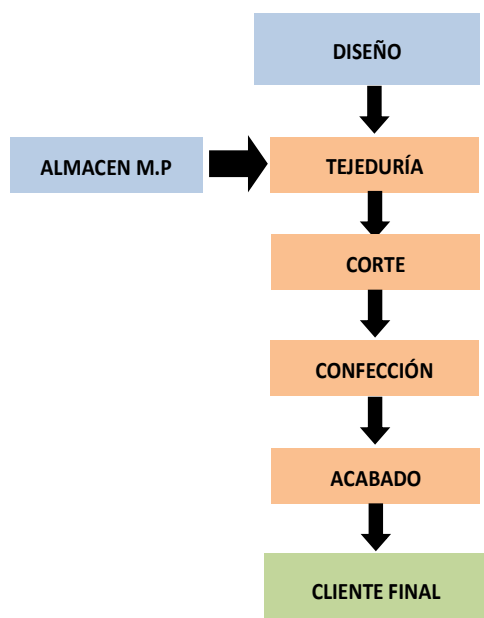 DISEÑO
ALMACEN M.P
TEJEDURÍA
CORTE
CONFECCIÓN
ACABADO
CLIENTE FINAL